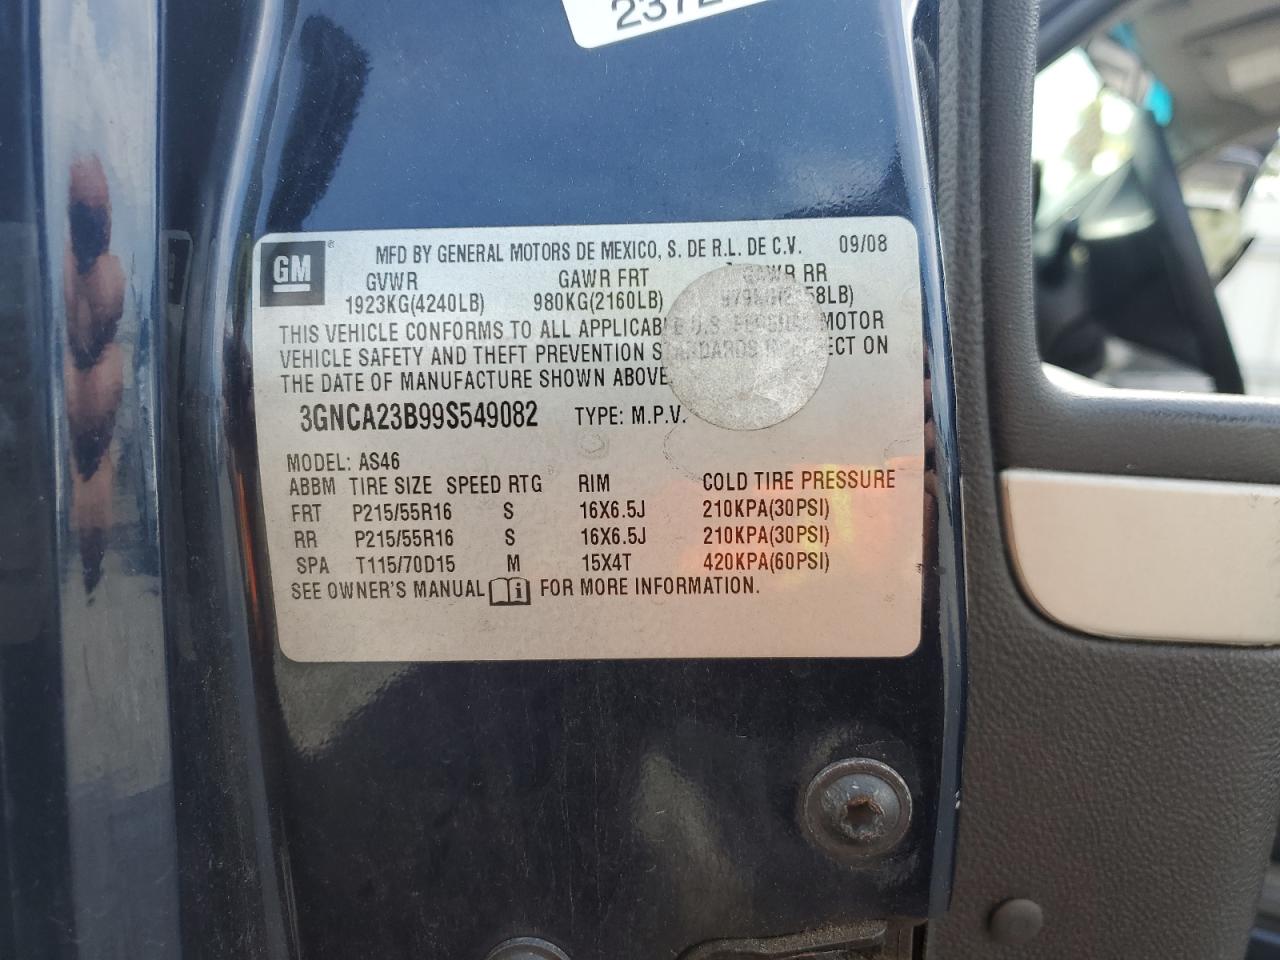 GM ® MFD BY GENERAL MOTORS DE MEXICO, S. DE R.L. DE C.V. 09/08
GVWR GAWR FRT GAWR RR
1923KG(4240LB) 980KG(2160LB)
THIS VEHICLE CONFORMS TO ALL APPLICABLE U.S. FEDERAL MOTOR
VEHICLE SAFETY AND THEFT PREVENTION STANDARDS IN EFFECT ON
THE DATE OF MANUFACTURE SHOWN ABOVE
3GNCA23B99S549082 TYPE: M.P.V.
MODEL: AS46
ABBM TIRE SIZE SPEED RTG RIM COLD TIRE PRESSURE
FRT P215/55R16 S 16X6.5J 210KPA(30PSI)
RR P215/55R16 S 16X6.5J 210KPA(30PSI)
SPA T115/70D15 M 15X4T 420KPA(60PSI)
SEE OWNER'S MANUAL i FOR MORE INFORMATION.